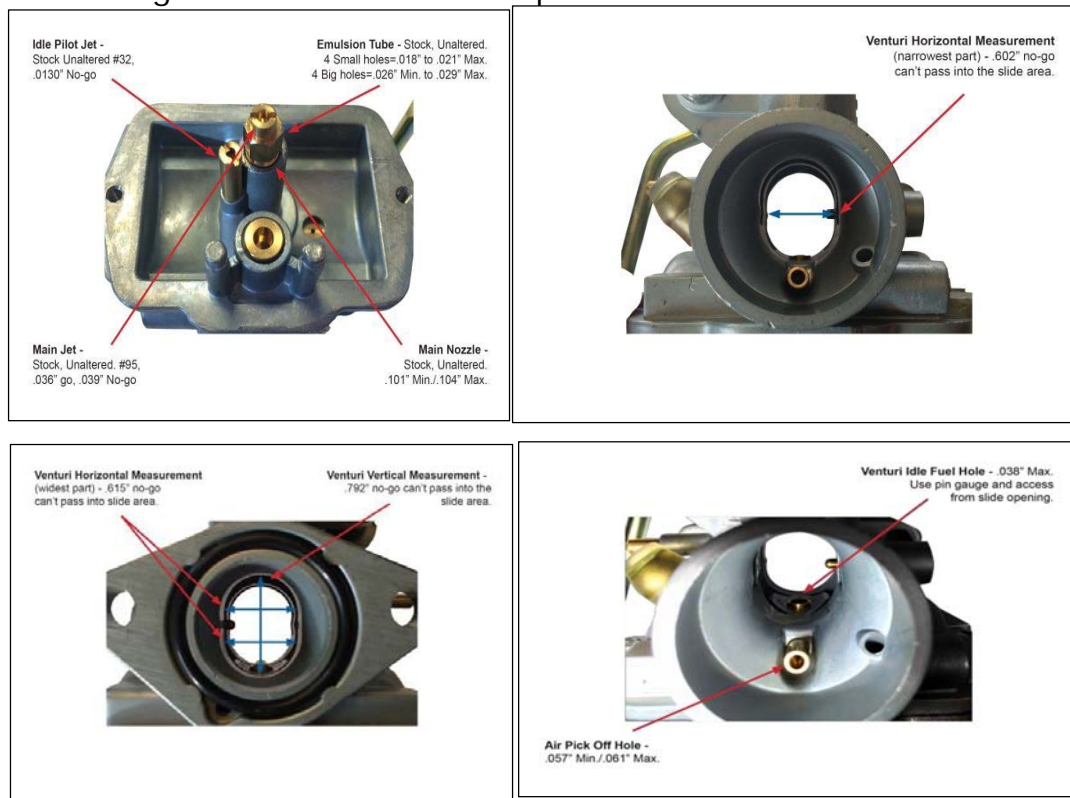 Idle Pilot Jet -
Stock Unaltered #32,
.0130" No-go
Emulsion Tube - Stock, Unaltered.
4 Small holes=.018" to .021" Max.
4 Big holes=.026" Min. to .029" Max.
Main Jet -
Stock, Unaltered. #95,
.036" go, .039" No-go
Main Nozzle -
Stock, Unaltered.
.101" Min./.104" Max.
Venturi Horizontal Measurement
(narrowest part) - .602" no-go
can't pass into the slide area.
Venturi Horizontal Measurement
(widest part) - .615" no-go
can't pass into slide area.
Venturi Vertical Measurement -
.792" no-go can't pass into the
slide area.
Venturi Idle Fuel Hole - .038" Max.
Use pin gauge and access
from slide opening.
Air Pick Off Hole -
.057" Min./.061" Max.